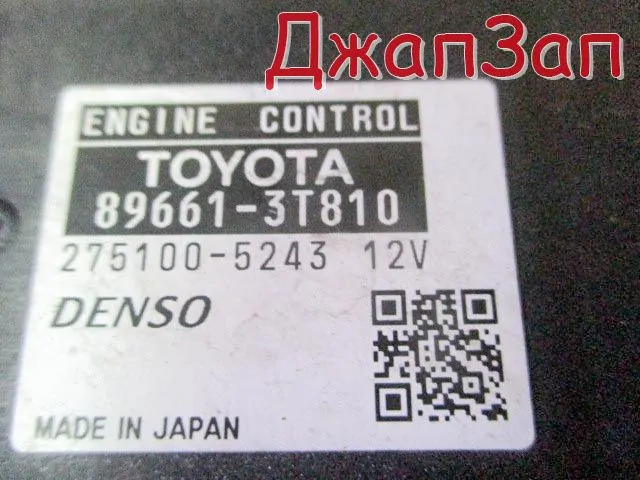 ДжапЗап
ENGINE CONTROL
TOYOTA
89661-3T810
275100-5243 12V
DENSO
MADE IN JAPAN